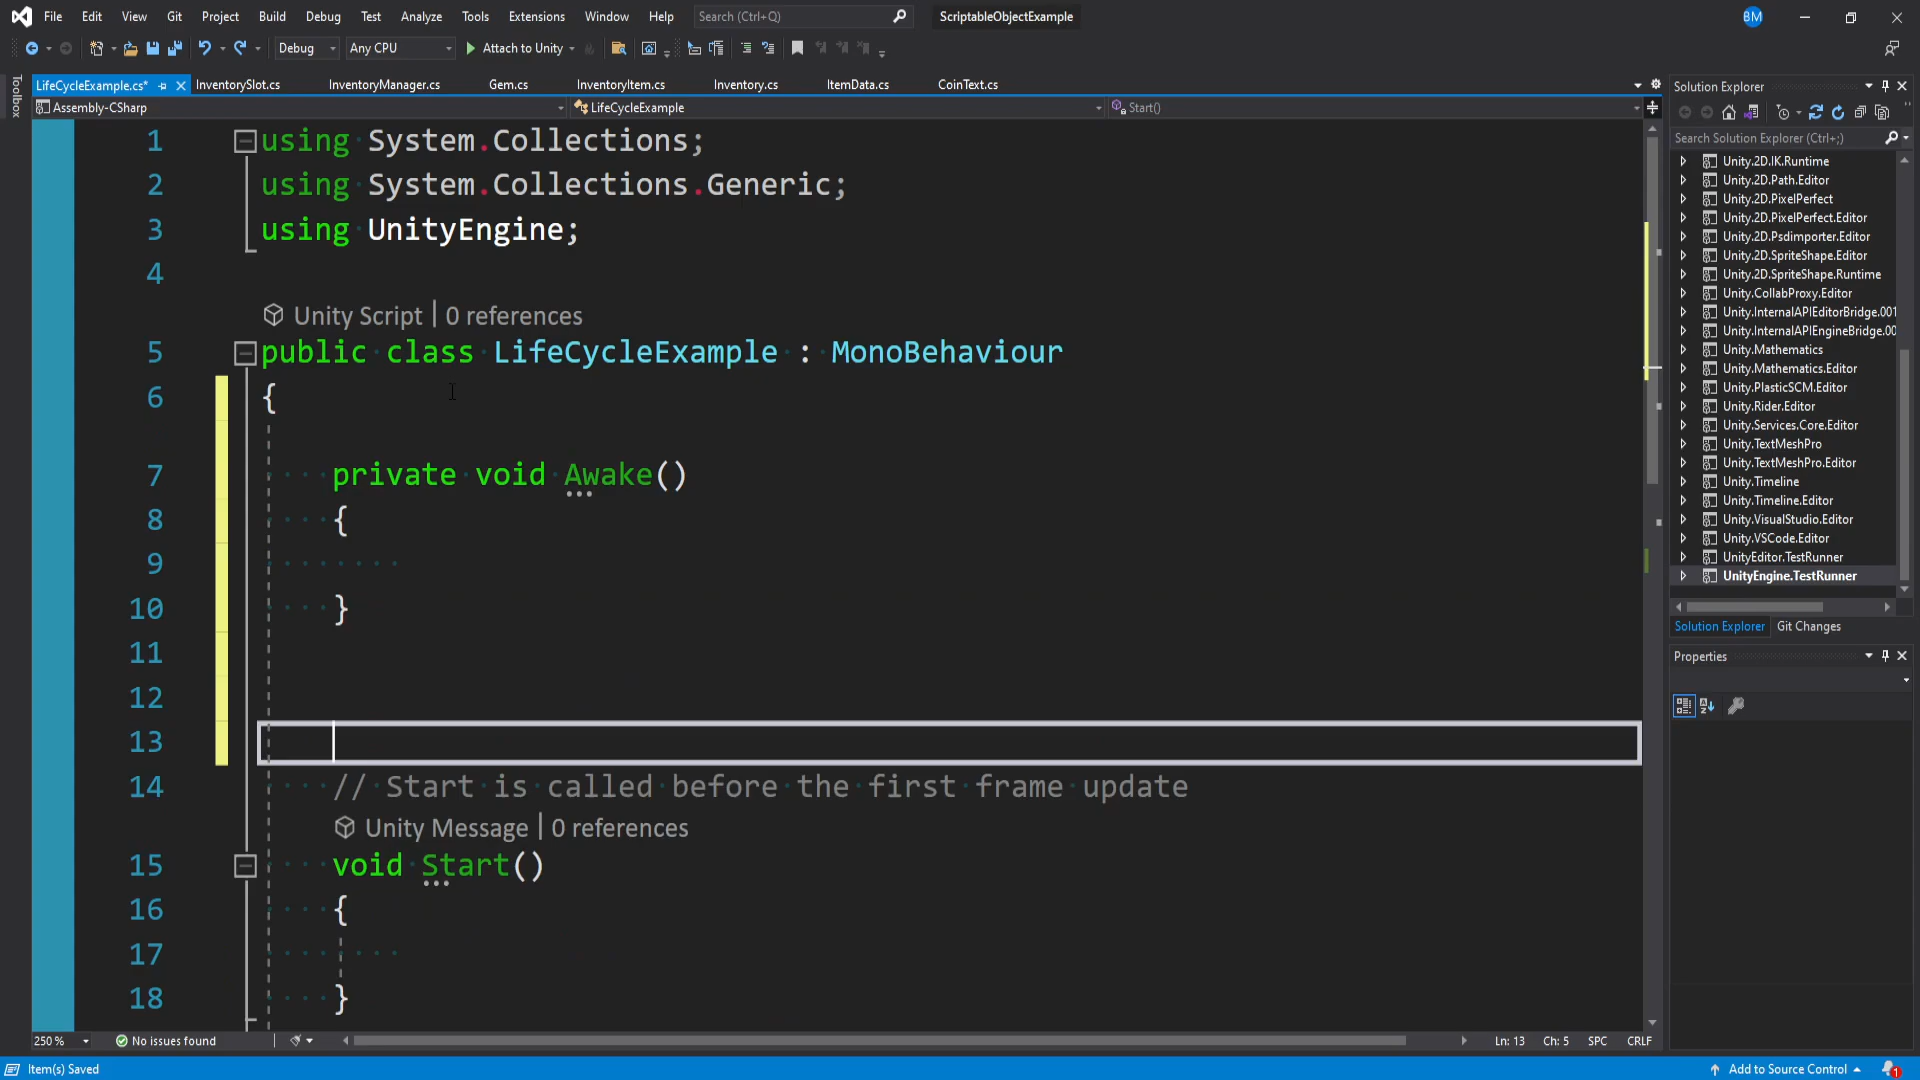 File Edit View Git Project Build Debug Test Analyze Tools Extensions Window Help Search (Ctrl+Q) ScriptableObjectExample BM
Debug Any CPU Attach to Unity
Toolbox
LifeCycleExample.cs* InventorySlot.cs InventoryManager.cs Gem.cs InventoryItem.cs Inventory.cs ItemData.cs CoinText.cs
Assembly-CSharp LifeCycleExample Start()
1 using System.Collections;
2 using System.Collections.Generic;
3 using UnityEngine;
4
Unity Script | 0 references
5 public class LifeCycleExample : MonoBehaviour
6 {
7 private void Awake()
8 {
9
10 }
11
12
13
14 // Start is called before the first frame update
Unity Message | 0 references
15 void Start()
16 {
17
18 }
250 % No issues found Ln: 13 Ch: 5 SPC CRLF
Solution Explorer
Search Solution Explorer (Ctrl+;)
Unity.2D.IK.Runtime
Unity.2D.Path.Editor
Unity.2D.PixelPerfect
Unity.2D.PixelPerfect.Editor
Unity.2D.Psdimporter.Editor
Unity.2D.SpriteShape.Editor
Unity.2D.SpriteShape.Runtime
Unity.CollabProxy.Editor
Unity.InternalAPIEditorBridge.001
Unity.InternalAPIEngineBridge.00
Unity.Mathematics
Unity.Mathematics.Editor
Unity.PlasticSCM.Editor
Unity.Rider.Editor
Unity.Services.Core.Editor
Unity.TextMeshPro
Unity.TextMeshPro.Editor
Unity.Timeline
Unity.Timeline.Editor
Unity.VisualStudio.Editor
Unity.VSCode.Editor
UnityEditor.TestRunner
UnityEngine.TestRunner
Solution Explorer Git Changes
Properties
Item(s) Saved Add to Source Control 1